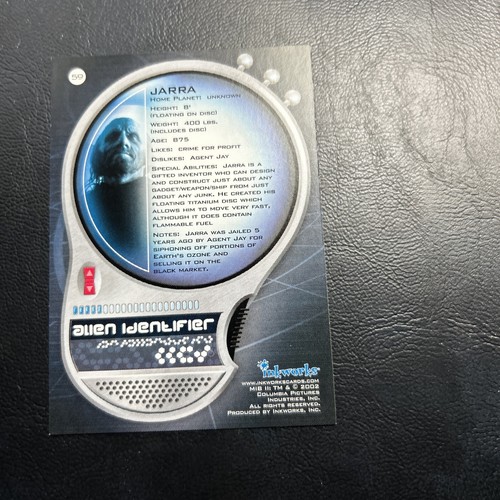 59
JARRA
HOME PLANET: UNKNOWN
HEIGHT: 8'
(FLOATING ON DISC)
WEIGHT: 400 LBS.
(INCLUDES DISC)
AGE: 875
LIKES: CRIME FOR PROFIT
DISLIKES: AGENT JAY
SPECIAL ABILITIES: JARRA IS A
GIFTED INVENTOR WHO CAN DESIGN
AND CONSTRUCT JUST ABOUT ANY
GADGET/WEAPON/SHIP FROM JUST
ABOUT ANY JUNK. HE CREATED HIS
FLOATING TITANIUM DISC WHICH
ALLOWS HIM TO MOVE VERY FAST,
ALTHOUGH IT DOES CONTAIN
FLAMMABLE FUEL
NOTES: JARRA WAS JAILED 5
YEARS AGO BY AGENT JAY FOR
SIPHONING OFF PORTIONS OF
EARTH'S OZONE AND
SELLING IT ON THE
BLACK MARKET.
alien identifier
inkworks
WWW.INKWORKSCARDS.COM
MIB II TM & © 2002
COLUMBIA PICTURES
INDUSTRIES, INC.
ALL RIGHTS RESERVED.
PRODUCED BY INKWORKS, INC.